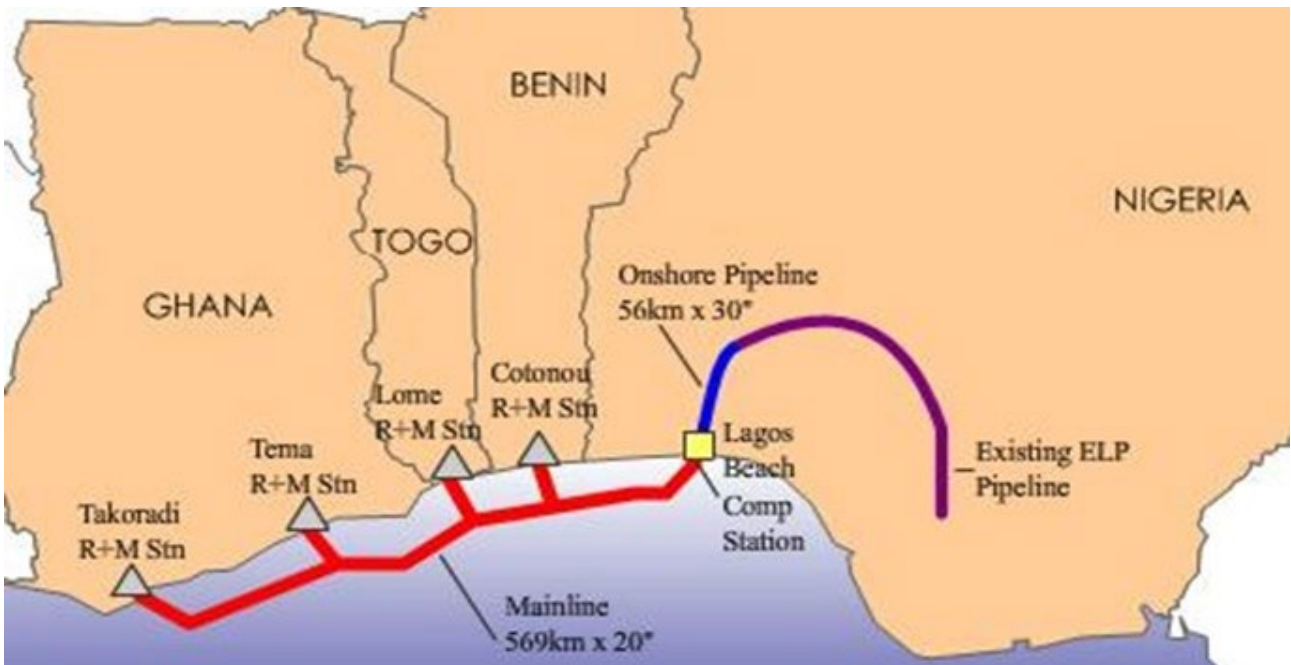 BENIN
NIGERIA
TOGO
GHANA
Onshore Pipeline
56km x 30"
Cotonou
R+M Stn
Lome
R+M Stn
Tema
R+M Stn
Takoradi
R+M Stn
Lagos
Beach
Comp
Station
Existing ELP
Pipeline
Mainline
569km x 20"